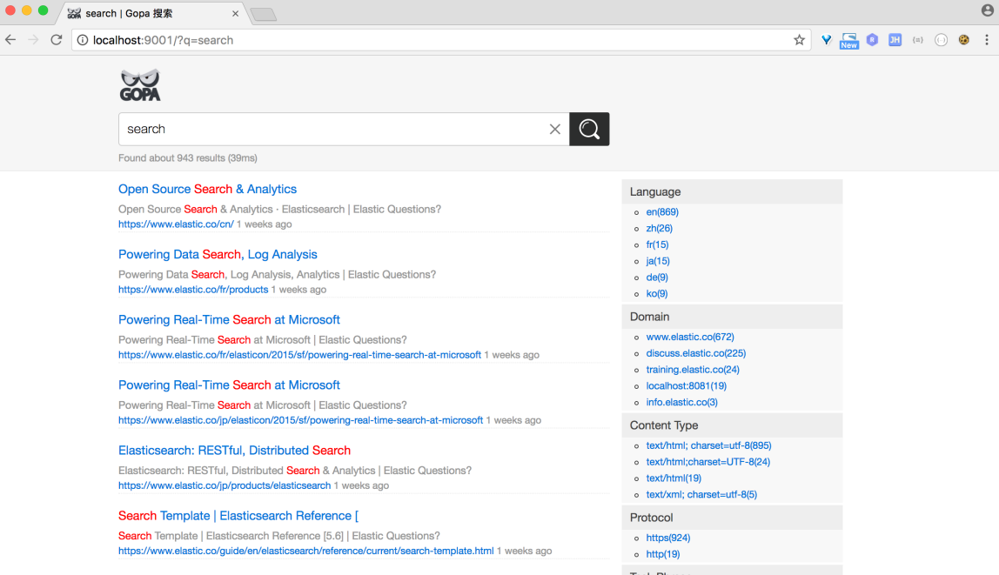 search | Gopa 搜索
localhost:9001/?q=search
New
R
JH
GOPA
search
Found about 943 results (39ms)
Open Source Search & Analytics
Open Source Search & Analytics · Elasticsearch | Elastic Questions?
https://www.elastic.co/cn/ 1 weeks ago
Powering Data Search, Log Analysis
Powering Data Search, Log Analysis, Analytics | Elastic Questions?
https://www.elastic.co/fr/products 1 weeks ago
Powering Real-Time Search at Microsoft
Powering Real-Time Search at Microsoft | Elastic Questions?
https://www.elastic.co/fr/elasticon/2015/sf/powering-real-time-search-at-microsoft 1 weeks ago
Powering Real-Time Search at Microsoft
Powering Real-Time Search at Microsoft | Elastic Questions?
https://www.elastic.co/jp/elasticon/2015/sf/powering-real-time-search-at-microsoft 1 weeks ago
Elasticsearch: RESTful, Distributed Search
Elasticsearch: RESTful, Distributed Search & Analytics | Elastic Questions?
https://www.elastic.co/jp/products/elasticsearch 1 weeks ago
Search Template | Elasticsearch Reference [
Search Template | Elasticsearch Reference [5.6] | Elastic Questions?
https://www.elastic.co/guide/en/elasticsearch/reference/current/search-template.html 1 weeks ago
Language
en(869)
zh(26)
fr(15)
ja(15)
de(9)
ko(9)
Domain
www.elastic.co(672)
discuss.elastic.co(225)
training.elastic.co(24)
localhost:8081(19)
info.elastic.co(3)
Content Type
text/html; charset=utf-8(895)
text/html;charset=UTF-8(24)
text/html(19)
text/xml; charset=utf-8(5)
Protocol
https(924)
http(19)